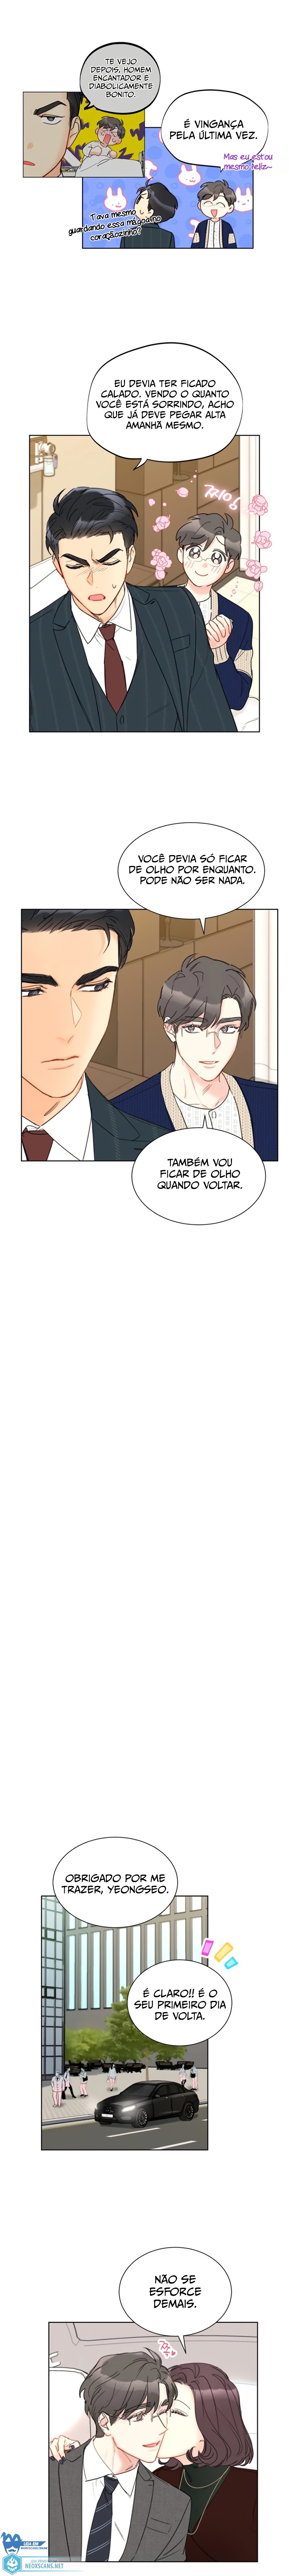 TE VEJO
DEPOIS, HOMEM
ENCANTADOR E
DIABOLICAMENTE
BONITO.
É VINGANÇA
PELA ÚLTIMA VEZ.
Mas eu estou
mesmo feliz~
Tava mesmo
guardando essa mágoa no
coraçãozinho?
EU DEVIA TER FICADO
CALADO. VENDO O QUANTO
VOCÊ ESTÁ SORRINDO, ACHO
QUE JÁ DEVE PEGAR ALTA
AMANHÃ MESMO.
VOCÊ DEVIA SÓ FICAR
DE OLHO POR ENQUANTO.
PODE NÃO SER NADA.
TAMBÉM VOU
FICAR DE OLHO
QUANDO VOLTAR.
OBRIGADO POR ME
TRAZER, YEONGSEO.
É CLARO!! É O
SEU PRIMEIRO DIA
DE VOLTA.
NÃO SE
ESFORCE
DEMAIS.
쪽
LEIA EM
NEOXSCANS.NET